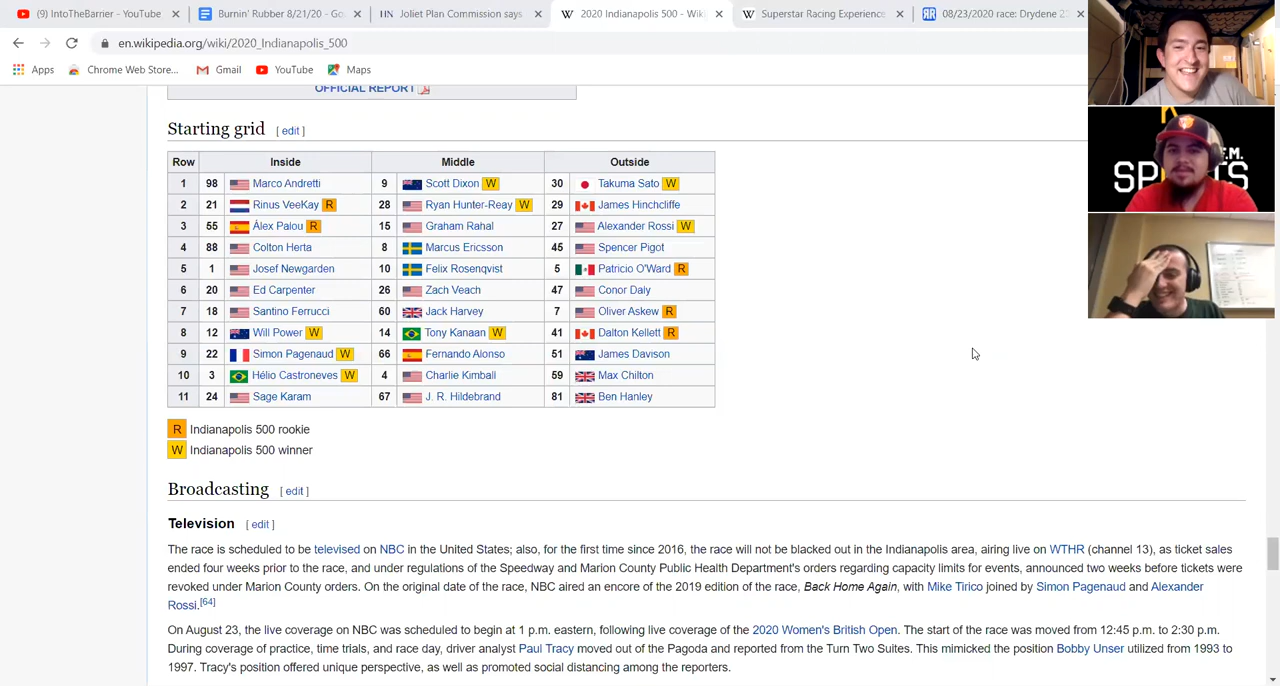 (9) IntoTheBarrier - YouTube
Burnin' Rubber 8/21/20 - Go
Joliet Plan Commission says
2020 Indianapolis 500 - Wiki
Superstar Racing Experience
08/23/2020 race: Drydene 2
en.wikipedia.org/wiki/2020_Indianapolis_500
Apps Chrome Web Store... Gmail YouTube Maps
OFFICIAL REPORT
Starting grid [ edit ]
Row Inside Middle Outside
1 98 Marco Andretti 9 Scott Dixon W 30 Takuma Sato W
2 21 Rinus VeeKay R 28 Ryan Hunter-Reay W 29 James Hinchcliffe
3 55 Álex Palou R 15 Graham Rahal 27 Alexander Rossi W
4 88 Colton Herta 8 Marcus Ericsson 45 Spencer Pigot
5 1 Josef Newgarden 10 Felix Rosenqvist 5 Patricio O'Ward R
6 20 Ed Carpenter 26 Zach Veach 47 Conor Daly
7 18 Santino Ferrucci 60 Jack Harvey 7 Oliver Askew R
8 12 Will Power W 14 Tony Kanaan W 41 Dalton Kellett R
9 22 Simon Pagenaud W 66 Fernando Alonso 51 James Davison
10 3 Hélio Castroneves W 4 Charlie Kimball 59 Max Chilton
11 24 Sage Karam 67 J. R. Hildebrand 81 Ben Hanley
R Indianapolis 500 rookie
W Indianapolis 500 winner
Broadcasting [ edit ]
Television [ edit ]
The race is scheduled to be televised on NBC in the United States; also, for the first time since 2016, the race will not be blacked out in the Indianapolis area, airing live on WTHR (channel 13), as ticket sales
ended four weeks prior to the race, and under regulations of the Speedway and Marion County Public Health Department's orders regarding capacity limits for events, announced two weeks before tickets were
revoked under Marion County orders. On the original date of the race, NBC aired an encore of the 2019 edition of the race, Back Home Again, with Mike Tirico joined by Simon Pagenaud and Alexander
Rossi.[64]
On August 23, the live coverage on NBC was scheduled to begin at 1 p.m. eastern, following live coverage of the 2020 Women's British Open. The start of the race was moved from 12:45 p.m. to 2:30 p.m.
During coverage of practice, time trials, and race day, driver analyst Paul Tracy moved out of the Pagoda and reported from the Turn Two Suites. This mimicked the position Bobby Unser utilized from 1993 to
1997. Tracy's position offered unique perspective, as well as promoted social distancing among the reporters.
.M.
SPORTS